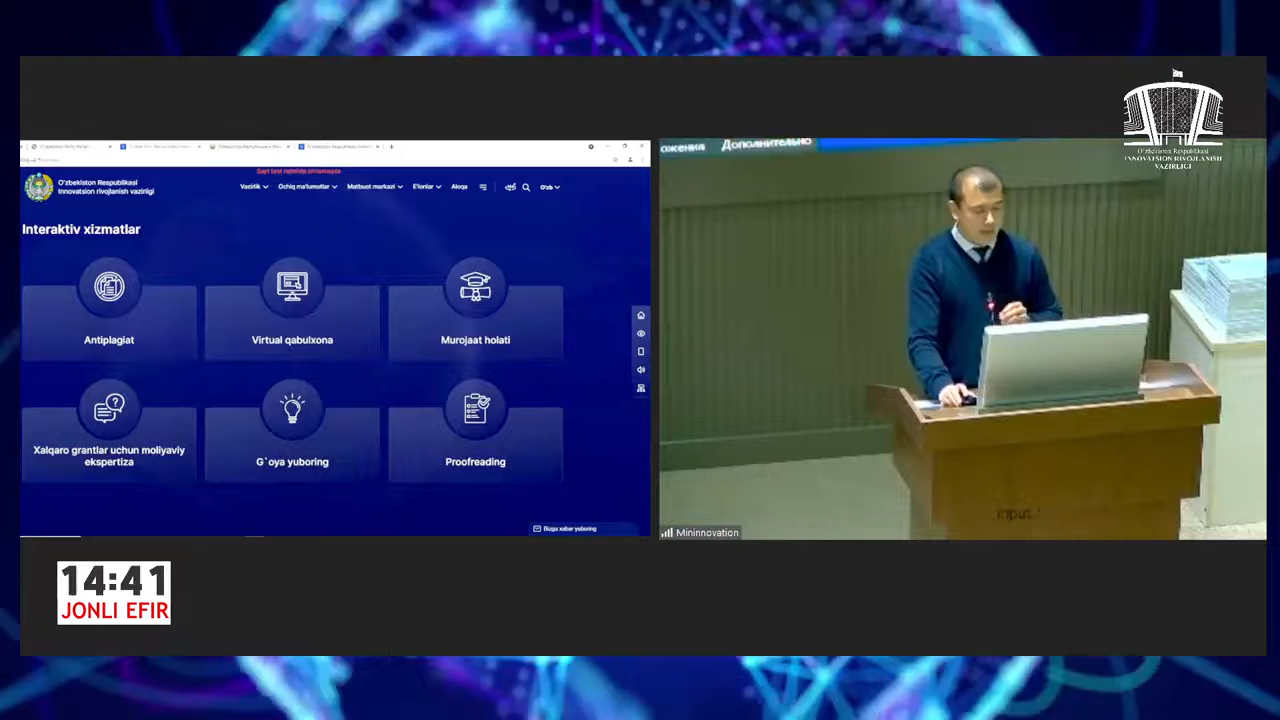 O'zbekiston Respublikasi
INNOVATSION RIVOJLANISH
VAZIRLIGI
ожения Дополнительно
Sayt test rejimida ishlamoqda
O'zbekiston Respublikasi
Innovatsion rivojlanish vazirligi
Vazirlik Ochiq ma'lumotlar Matbuot markazi E'lonlar Aloqa O'zb
Interaktiv xizmatlar
Antiplagiat
Virtual qabulxona
Murojaat holati
Xalqaro grantlar uchun moliyaviy
ekspertiza
G`oya yuboring
Proofreading
Bizga xabar yuboring
input
Mininnovation
14:41
JONLI EFIR